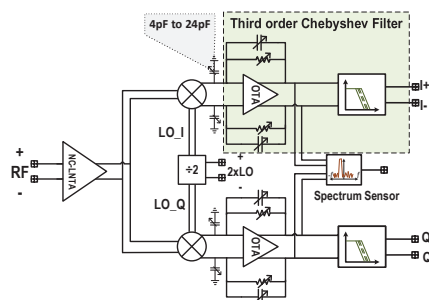 4pF to 24pF
Third order Chebyshev Filter
OTA
I+
I-
LO_I
+
RF
-
NC-LNTA
÷2
+
2xLO
-
Spectrum Sensor
LO_Q
OTA
Q
Q